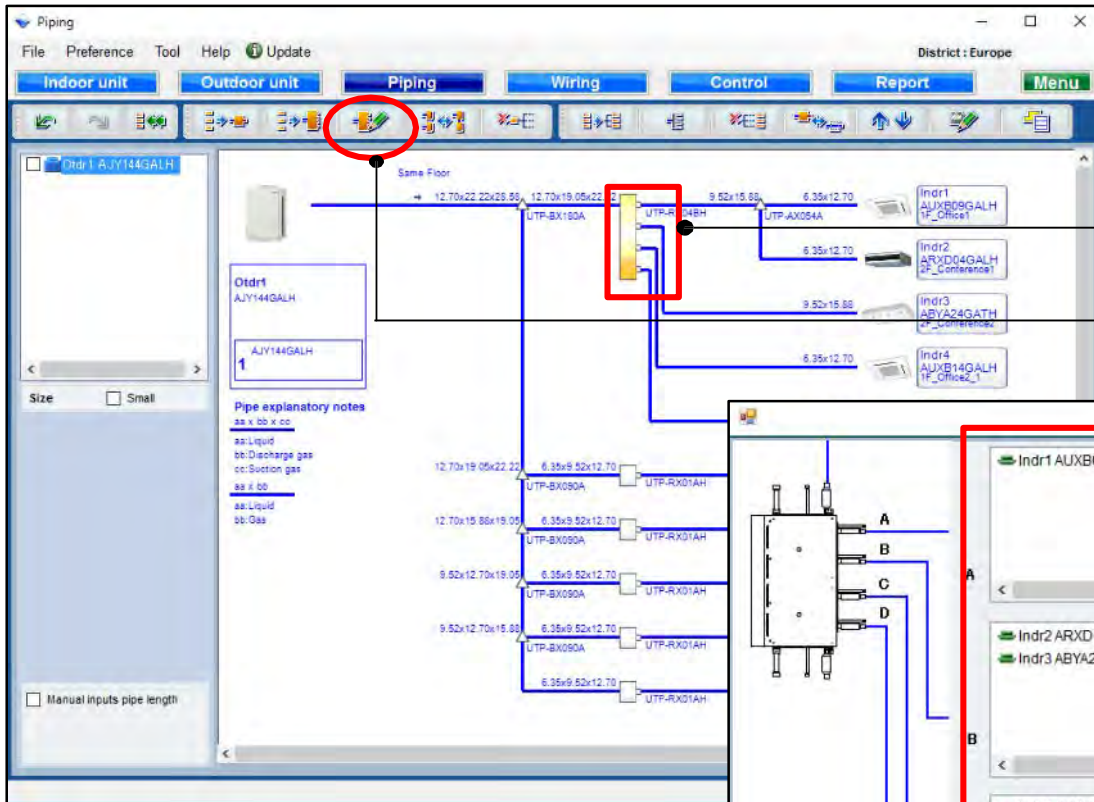 Piping
File Preference Tool Help Update District : Europe
Indoor unit Outdoor unit Piping Wiring Control Report Menu
Otdr1 AJY144GALH
Size Small
Manual inputs pipe length
Same Floor
12.70x22.22x28.58
UTP-BX180A
UTP-AX054A
9.52x15.88
6.35x12.70
Indr1
AUXB09GALH
1F_Office1
6.35x12.70
Indr2
ARXD04GALH
2F_Conference1
9.52x15.88
Indr3
ABYA24GATH
2F_Conference2
6.35x12.70
Indr4
AUXB14GALH
1F_Office2_1
Otdr1
AJY144GALH
AJY144GALH
1
Pipe explanatory notes
aa x bb x cc
aa:Liquid
bb:Discharge gas
cc:Suction gas
aa x bb
aa:Liquid
bb:Gas
12.70x19.05x22.22 6.35x9.52x12.70
UTP-BX090A UTP-RX01AH
12.70x15.88x19.05 6.35x9.52x12.70
UTP-BX090A UTP-RX01AH
9.52x12.70x19.05 6.35x9.52x12.70
UTP-BX090A UTP-RX01AH
9.52x12.70x15.88 6.35x9.52x12.70
UTP-BX090A UTP-RX01AH
6.35x9.52x12.70
UTP-RX01AH
A
B
C
D
A
Indr1
B
Indr2 ARXD
Indr3